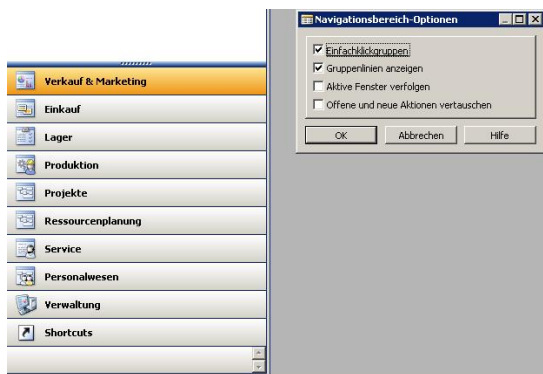 Navigationsbereich-Optionen
Einfachklickgruppen
Gruppenlinien anzeigen
Aktive Fenster verfolgen
Offene und neue Aktionen vertauschen
OK Abbrechen Hilfe
Verkauf & Marketing
Einkauf
Lager
Produktion
Projekte
Ressourcenplanung
Service
Personalwesen
Verwaltung
Shortcuts